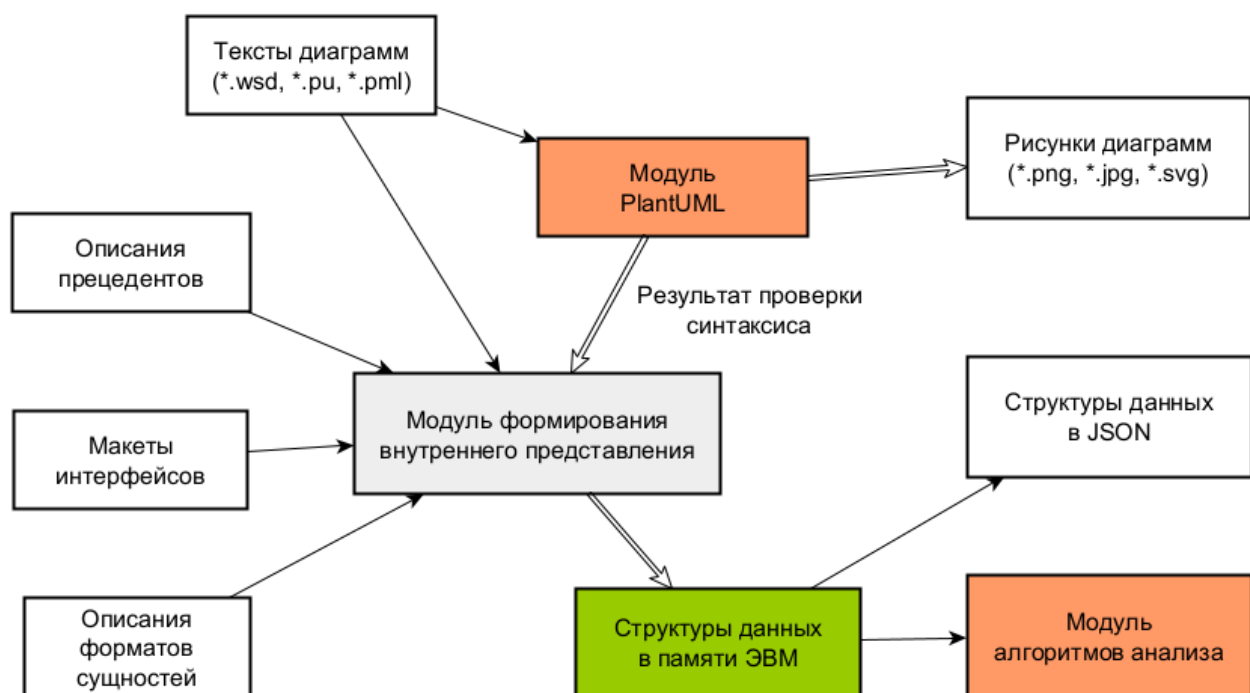 Тексты диаграмм
(*.wsd, *.pu, *.pml)
Модуль
PlantUML
Рисунки диаграмм
(*.png, *.jpg, *.svg)
Описания
прецедентов
Результат проверки
синтаксиса
Модуль формирования
внутреннего представления
Структуры данных
в JSON
Макеты
интерфейсов
Описания
форматов
сущностей
Структуры данных
в памяти ЭВМ
Модуль
алгоритмов анализа